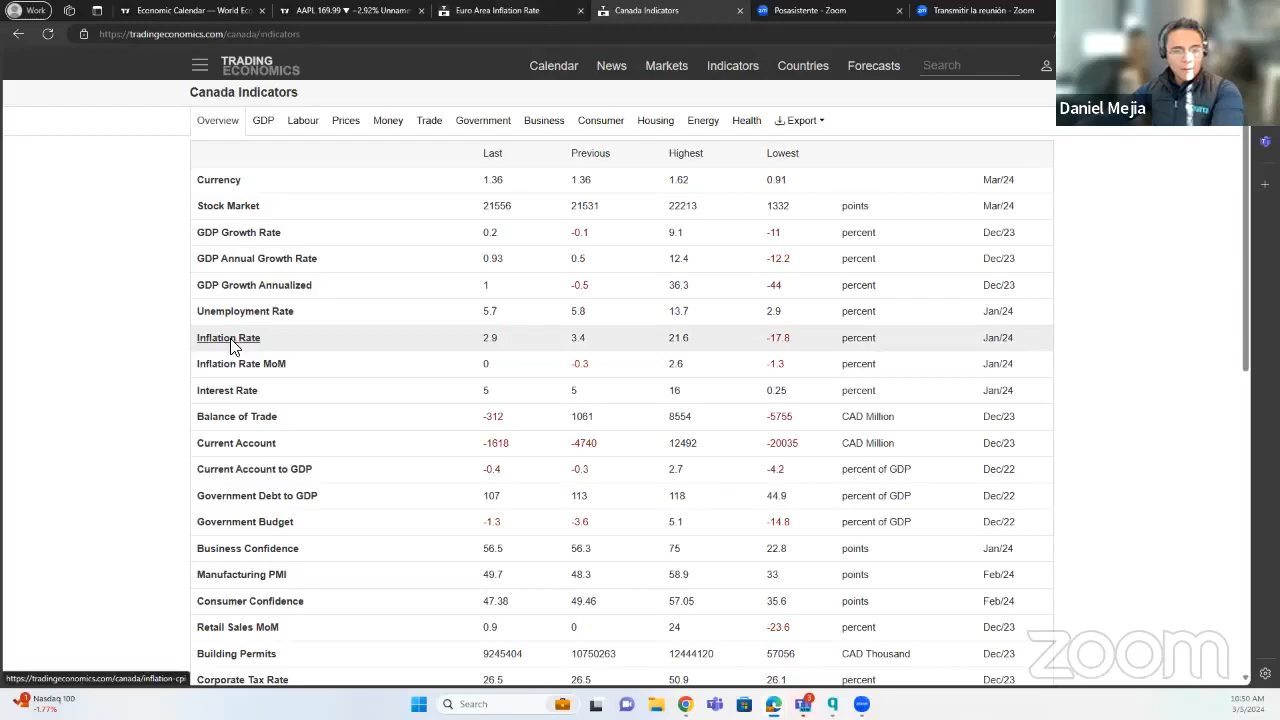 Work
Economic Calendar — World Ec
AAPL 169.99 ▼ −2.92% Unname
Euro Area Inflation Rate
Canada Indicators
Posasistente - Zoom
Transmitir la reunión - Zoom
https://tradingeconomics.com/canada/indicators
TRADING ECONOMICS
Calendar News Markets Indicators Countries Forecasts Search
Daniel Mejia
Canada Indicators
Overview GDP Labour Prices Money Trade Government Business Consumer Housing Energy Health Export
Last Previous Highest Lowest
Currency 1.36 1.36 1.62 0.91 Mar/24
Stock Market 21556 21531 22213 1332 points Mar/24
GDP Growth Rate 0.2 -0.1 9.1 -11 percent Dec/23
GDP Annual Growth Rate 0.93 0.5 12.4 -12.2 percent Dec/23
GDP Growth Annualized 1 -0.5 36.3 -44 percent Dec/23
Unemployment Rate 5.7 5.8 13.7 2.9 percent Jan/24
Inflation Rate 2.9 3.4 21.6 -17.8 percent Jan/24
Inflation Rate MoM 0 -0.3 2.6 -1.3 percent Jan/24
Interest Rate 5 5 16 0.25 percent Jan/24
Balance of Trade -312 1061 8554 -5755 CAD Million Dec/23
Current Account -1618 -4740 12492 -20035 CAD Million Dec/23
Current Account to GDP -0.4 -0.3 2.7 -4.2 percent of GDP Dec/22
Government Debt to GDP 107 113 118 44.9 percent of GDP Dec/22
Government Budget -1.3 -3.6 5.1 -14.8 percent of GDP Dec/22
Business Confidence 56.5 56.3 75 22.8 points Jan/24
Manufacturing PMI 49.7 48.3 58.9 33 points Feb/24
Consumer Confidence 47.38 49.46 57.05 35.6 points Feb/24
Retail Sales MoM 0.9 0 24 -23.6 percent Dec/23
Building Permits 9245404 10750263 12444120 57056 CAD Thousand Dec/23
Corporate Tax Rate 26.5 26.5 50.9 26.1 percent Dec/23
zoom
https://tradingeconomics.com/canada/inflation-cpi
Nasdaq 100
-1.77%
Search
10:50 AM
3/5/2024